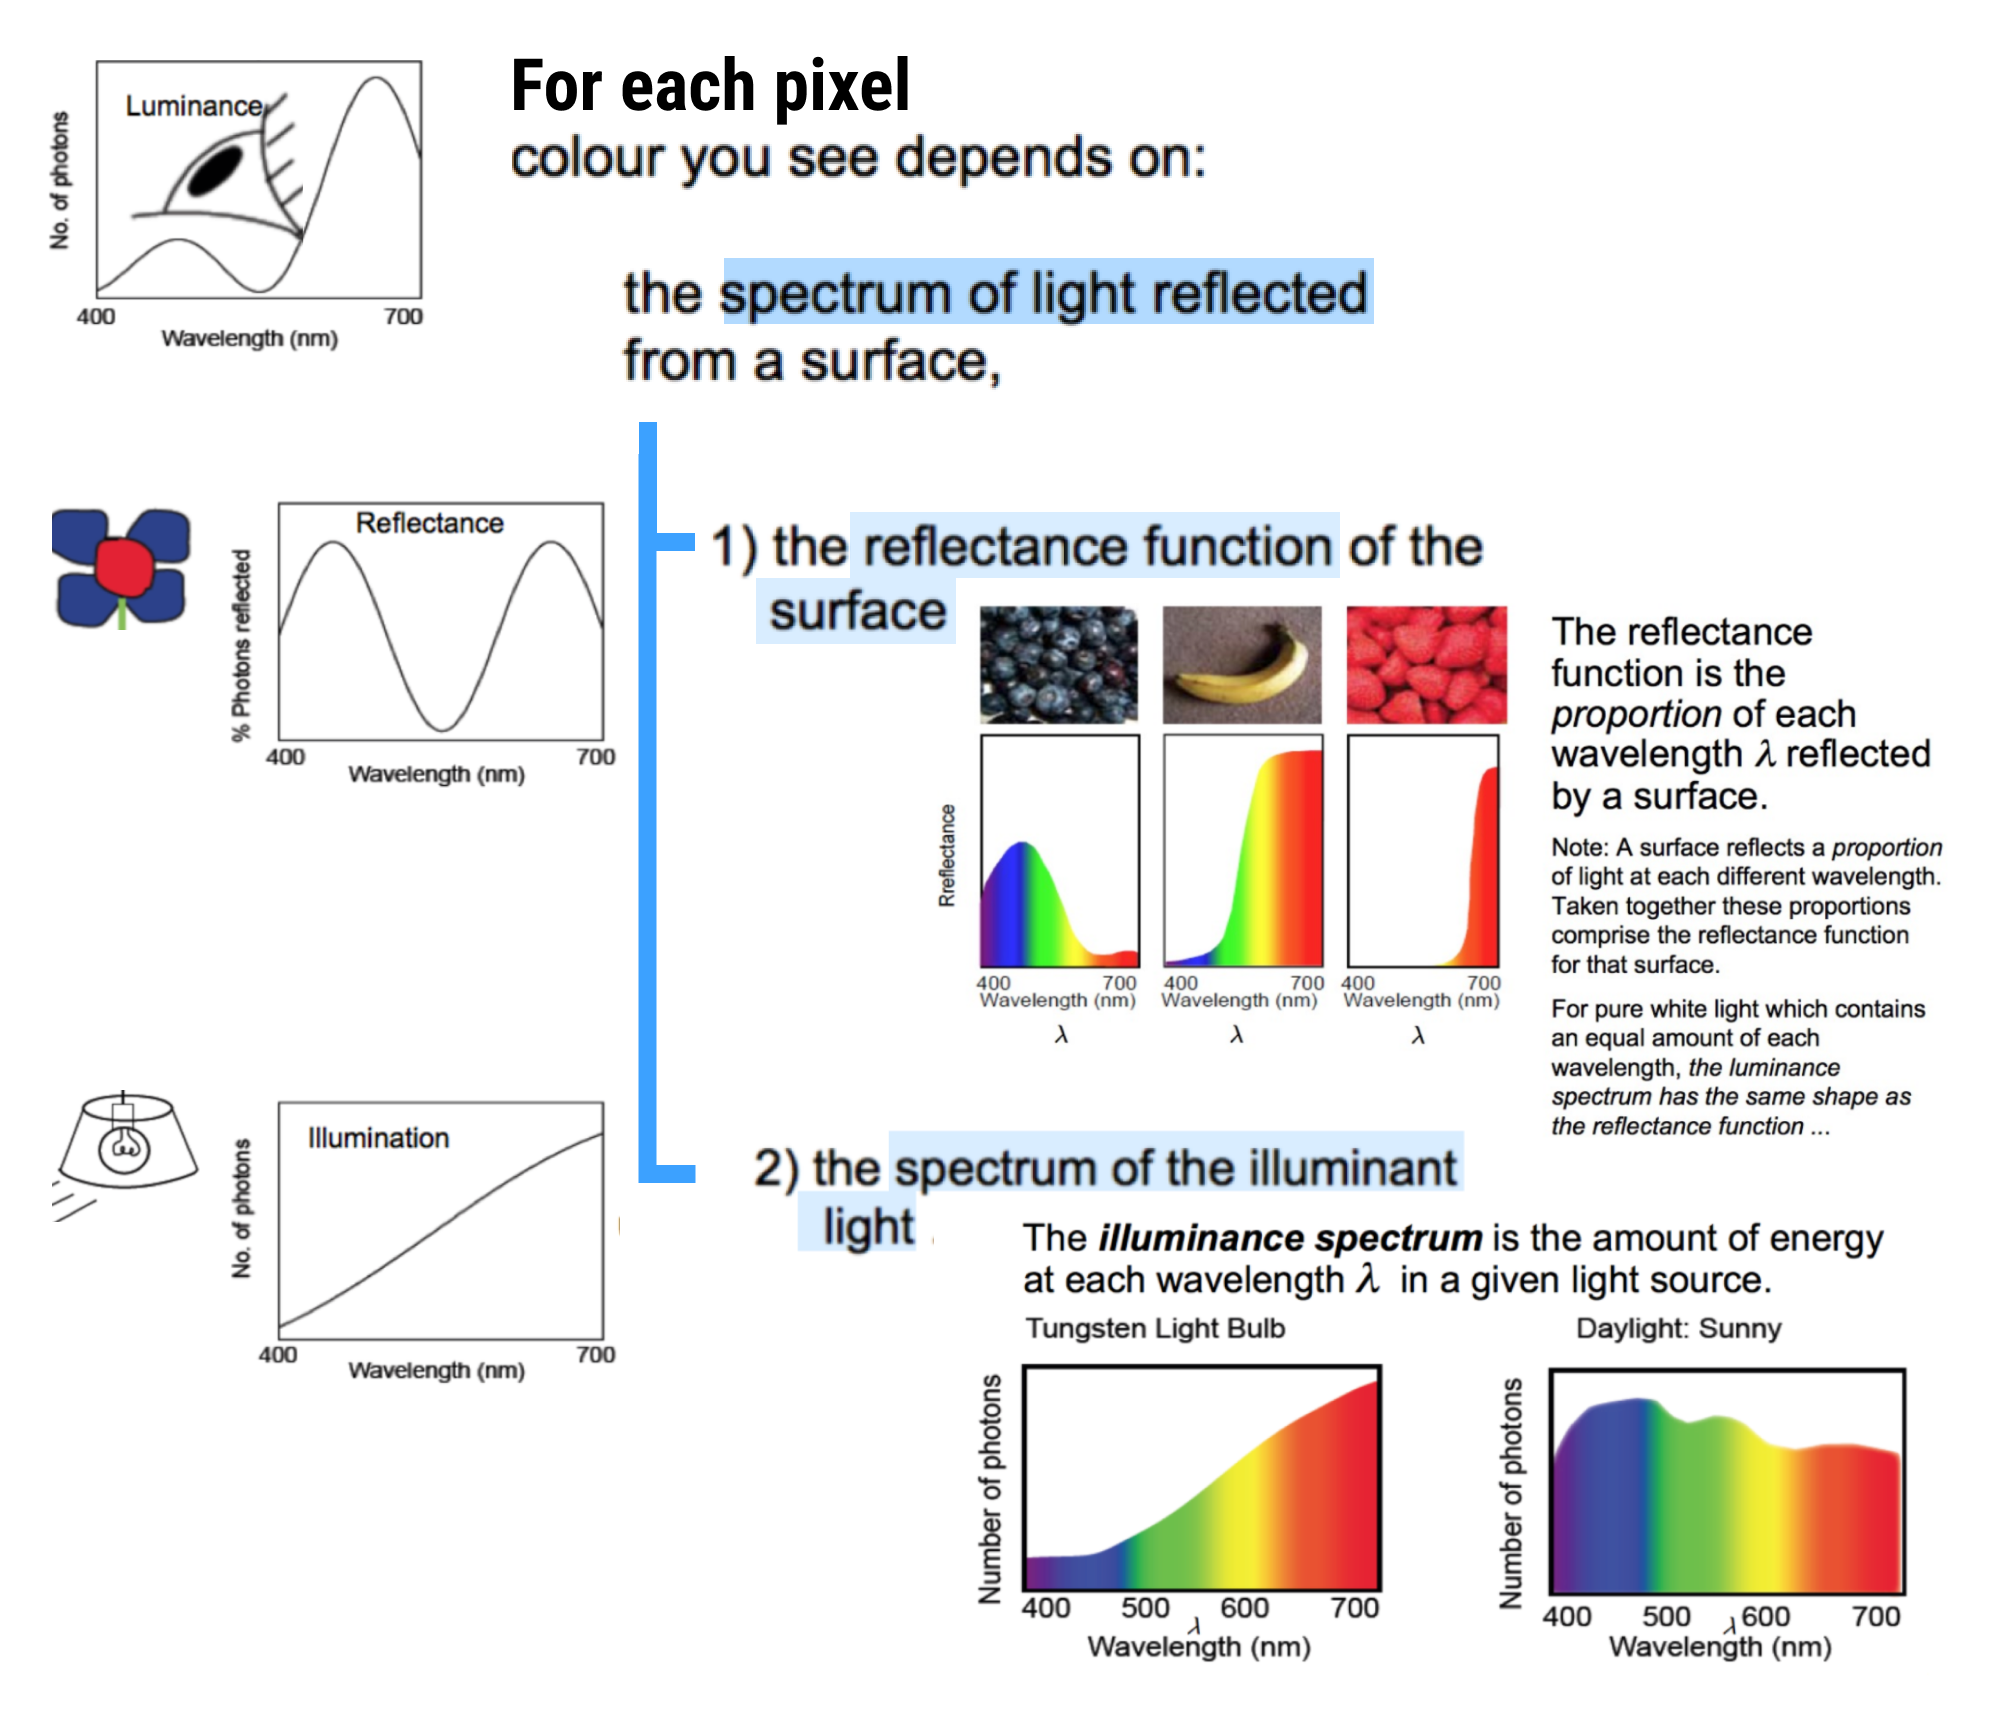 For each pixel
colour you see depends on:
Luminance
No. of photons
400 700
Wavelength (nm)
the spectrum of light reflected
from a surface,
Reflectance
% Photons reflected
400 700
Wavelength (nm)
1) the reflectance function of the
surface
Rreflectance
400 700
Wavelength (nm)
λ
400 700
Wavelength (nm)
λ
400 700
Wavelength (nm)
λ
The reflectance
function is the
proportion of each
wavelength λ reflected
by a surface.
Note: A surface reflects a proportion
of light at each different wavelength.
Taken together these proportions
comprise the reflectance function
for that surface.
For pure white light which contains
an equal amount of each
wavelength, the luminance
spectrum has the same shape as
the reflectance function ...
Illumination
No. of photons
400 700
Wavelength (nm)
2) the spectrum of the illuminant
light
The illuminance spectrum is the amount of energy
at each wavelength λ in a given light source.
Tungsten Light Bulb
Number of photons
400 500 600 700
λ
Wavelength (nm)
Daylight: Sunny
Number of photons
400 500 600 700
λ
Wavelength (nm)